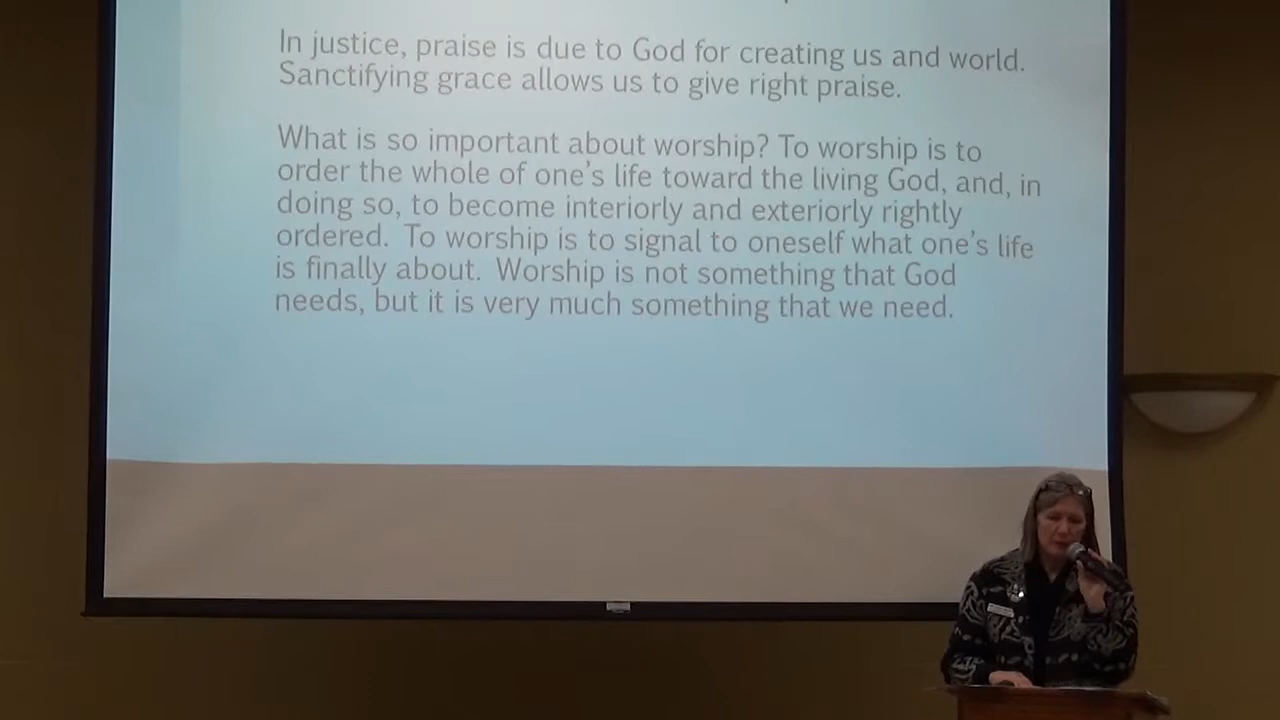 In justice, praise is due to God for creating us and world.
Sanctifying grace allows us to give right praise.
What is so important about worship? To worship is to
order the whole of one's life toward the living God, and, in
doing so, to become interiorly and exteriorly rightly
ordered. To worship is to signal to oneself what one's life
is finally about. Worship is not something that God
needs, but it is very much something that we need.